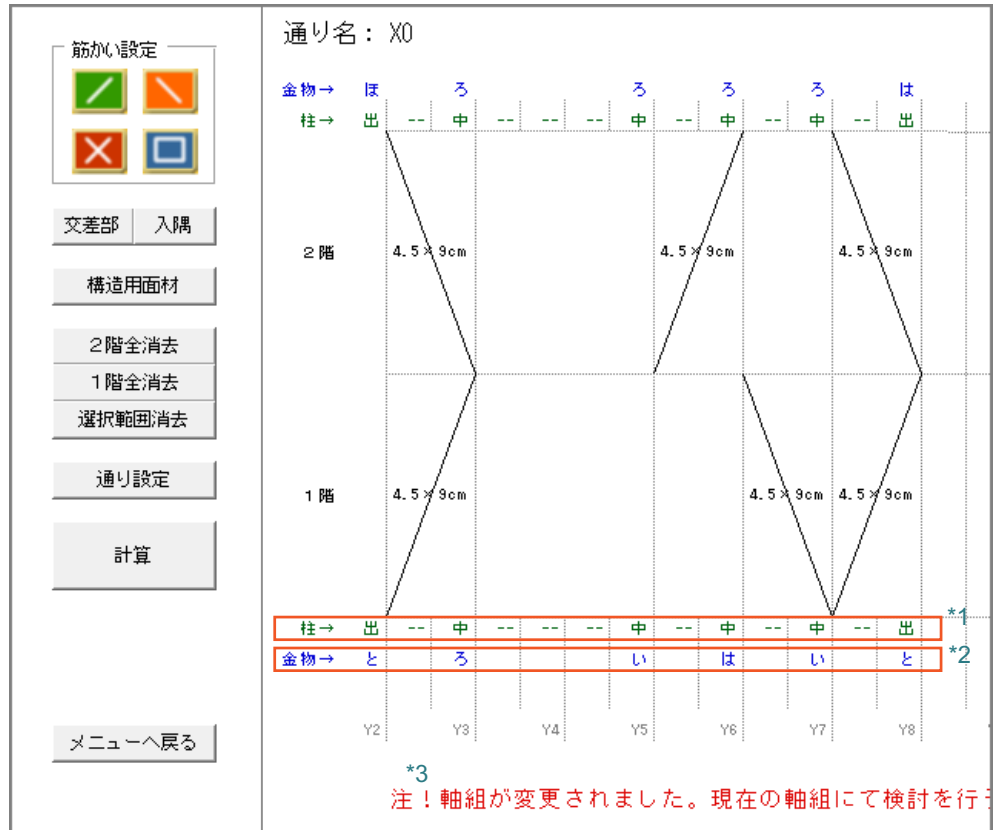 筋かい設定
交差部 入隅
構造用面材
2階全消去
1階全消去
選択範囲消去
通り設定
計算
メニューへ戻る
通り名: X0
金物→ ほ ろ ろ ろ ろ は
柱→ 出 -- 中 -- -- -- 中 -- 中 -- 中 -- 出
2階 4.5×9cm 4.5×9cm 4.5×9cm
1階 4.5×9cm 4.5×9cm 4.5×9cm
柱→ 出 -- 中 -- -- -- 中 -- 中 -- 中 -- 出 *1
金物→ と ろ い は い と *2
Y2 Y3 Y4 Y5 Y6 Y7 Y8
*3
注!軸組が変更されました。現在の軸組にて検討を行